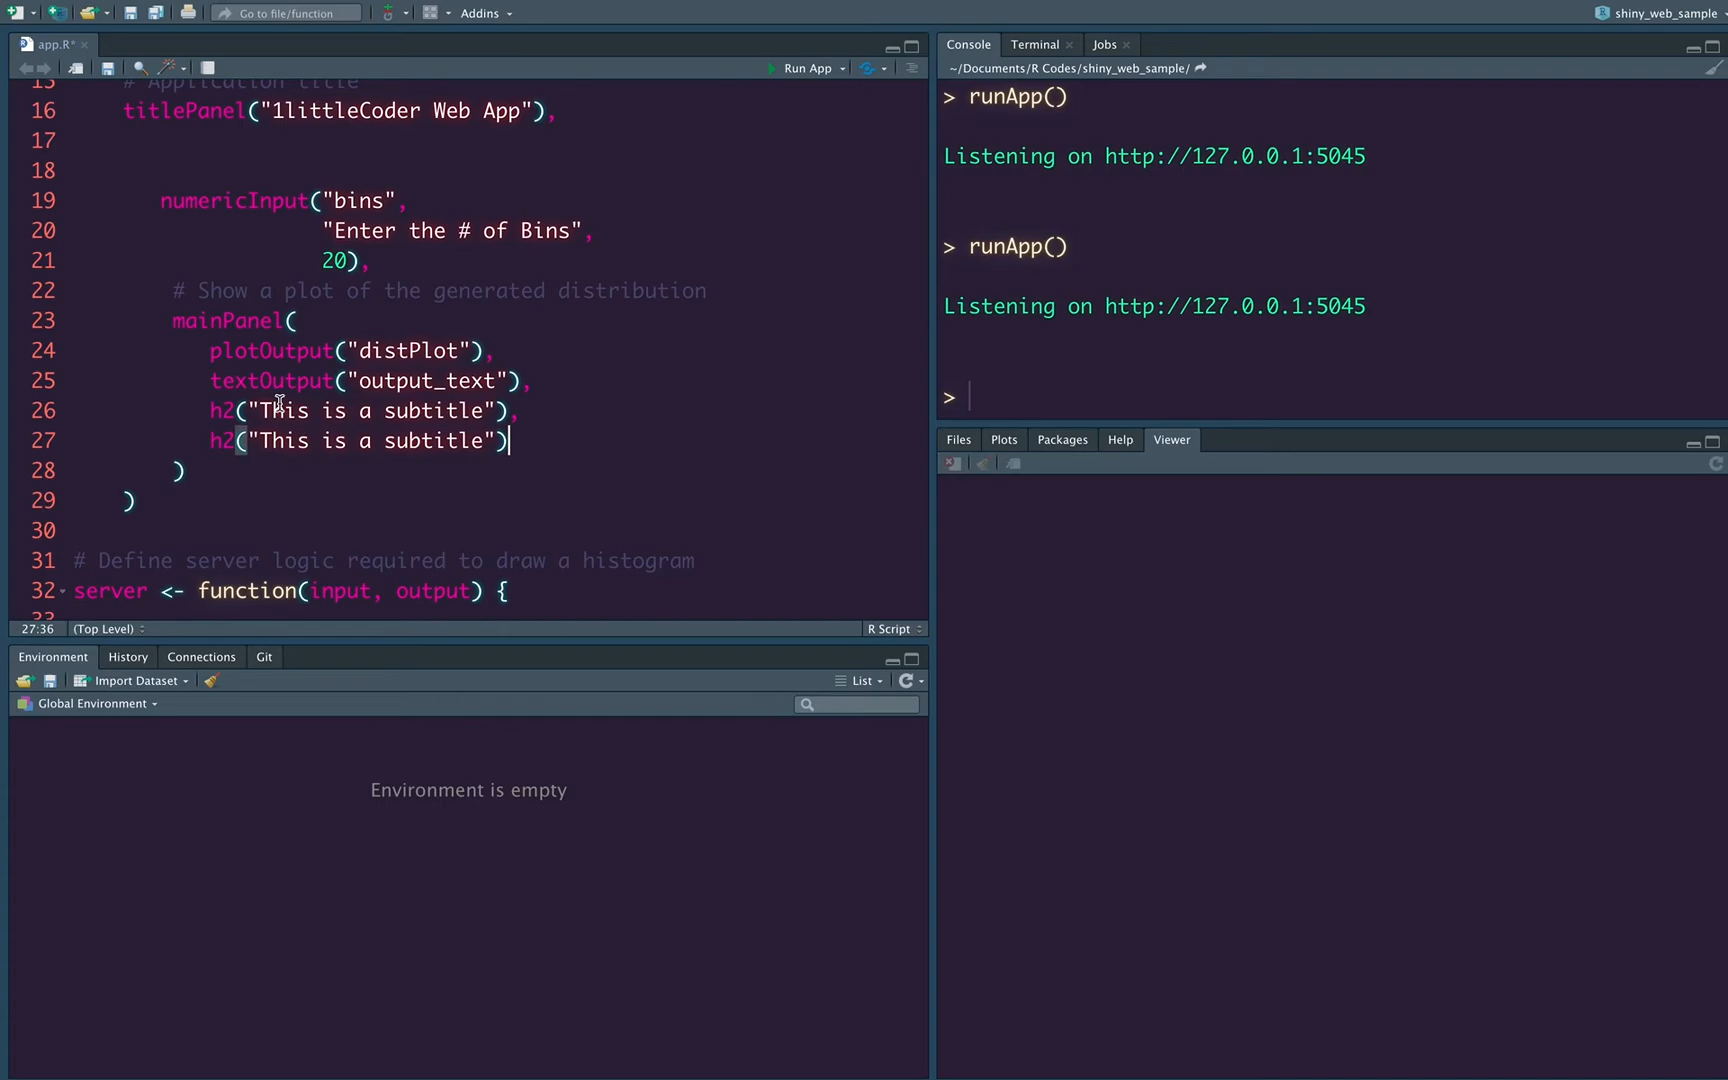 Go to file/function
Addins
shiny_web_sample
app.R*
Run App
15 # Application title
16 titlePanel("1littleCoder Web App"),
17
18
19 numericInput("bins",
20 "Enter the # of Bins",
21 20),
22 # Show a plot of the generated distribution
23 mainPanel(
24 plotOutput("distPlot"),
25 textOutput("output_text"),
26 h2("This is a subtitle"),
27 h2("This is a subtitle")
28 )
29 )
30
31 # Define server logic required to draw a histogram
32 server <- function(input, output) {
33
27:36 (Top Level) R Script
Environment History Connections Git
Import Dataset List
Global Environment
Environment is empty
Console Terminal Jobs
~/Documents/R Codes/shiny_web_sample/
> runApp()
Listening on http://127.0.0.1:5045
> runApp()
Listening on http://127.0.0.1:5045
>
Files Plots Packages Help Viewer